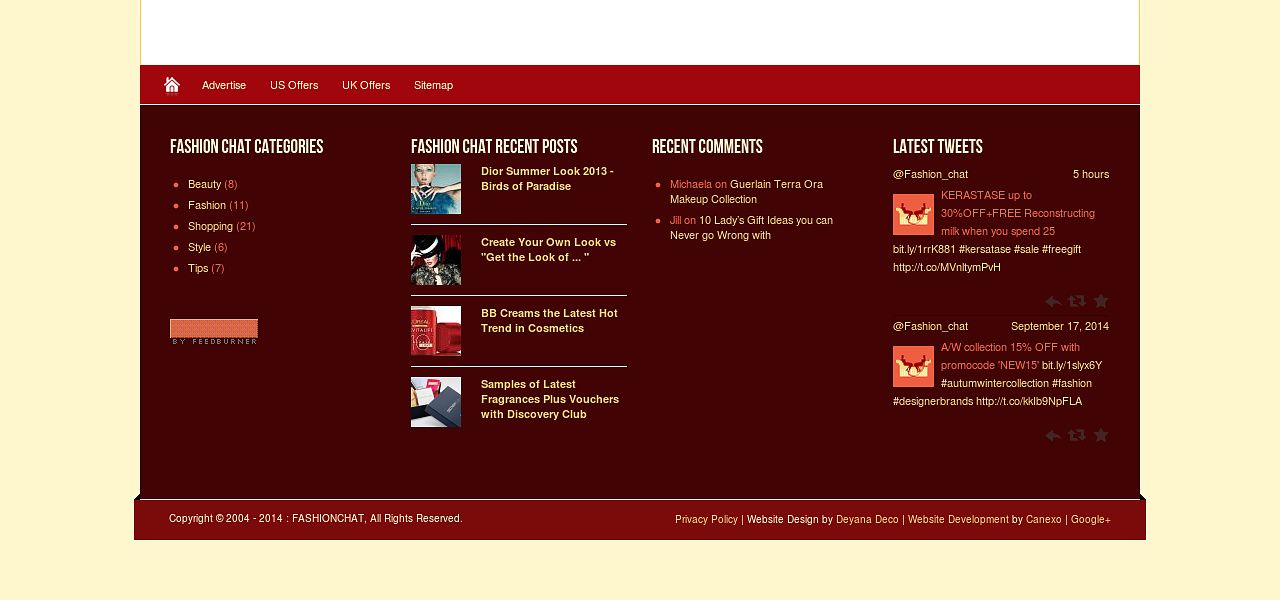 Advertise US Offers UK Offers Sitemap
FASHION CHAT CATEGORIES
Beauty (8)
Fashion (11)
Shopping (21)
Style (6)
Tips (7)
BY FEEDBURNER
FASHION CHAT RECENT POSTS
Dior Summer Look 2013 -
Birds of Paradise
Create Your Own Look vs
"Get the Look of ... "
BB Creams the Latest Hot
Trend in Cosmetics
Samples of Latest
Fragrances Plus Vouchers
with Discovery Club
RECENT COMMENTS
Michaela on Guerlain Terra Ora
Makeup Collection
Jill on 10 Lady's Gift Ideas you can
Never go Wrong with
LATEST TWEETS
@Fashion_chat 5 hours
KERASTASE up to
30%OFF+FREE Reconstructing
milk when you spend 25
bit.ly/1rrK881 #kersatase #sale #freegift
http://t.co/MVnltymPvH
@Fashion_chat September 17, 2014
A/W collection 15% OFF with
promocode 'NEW15' bit.ly/1slyx6Y
#autumwintercollection #fashion
#designerbrands http://t.co/kkIb9NpFLA
Copyright © 2004 - 2014 : FASHIONCHAT, All Rights Reserved.
Privacy Policy | Website Design by Deyana Deco | Website Development by Canexo | Google+